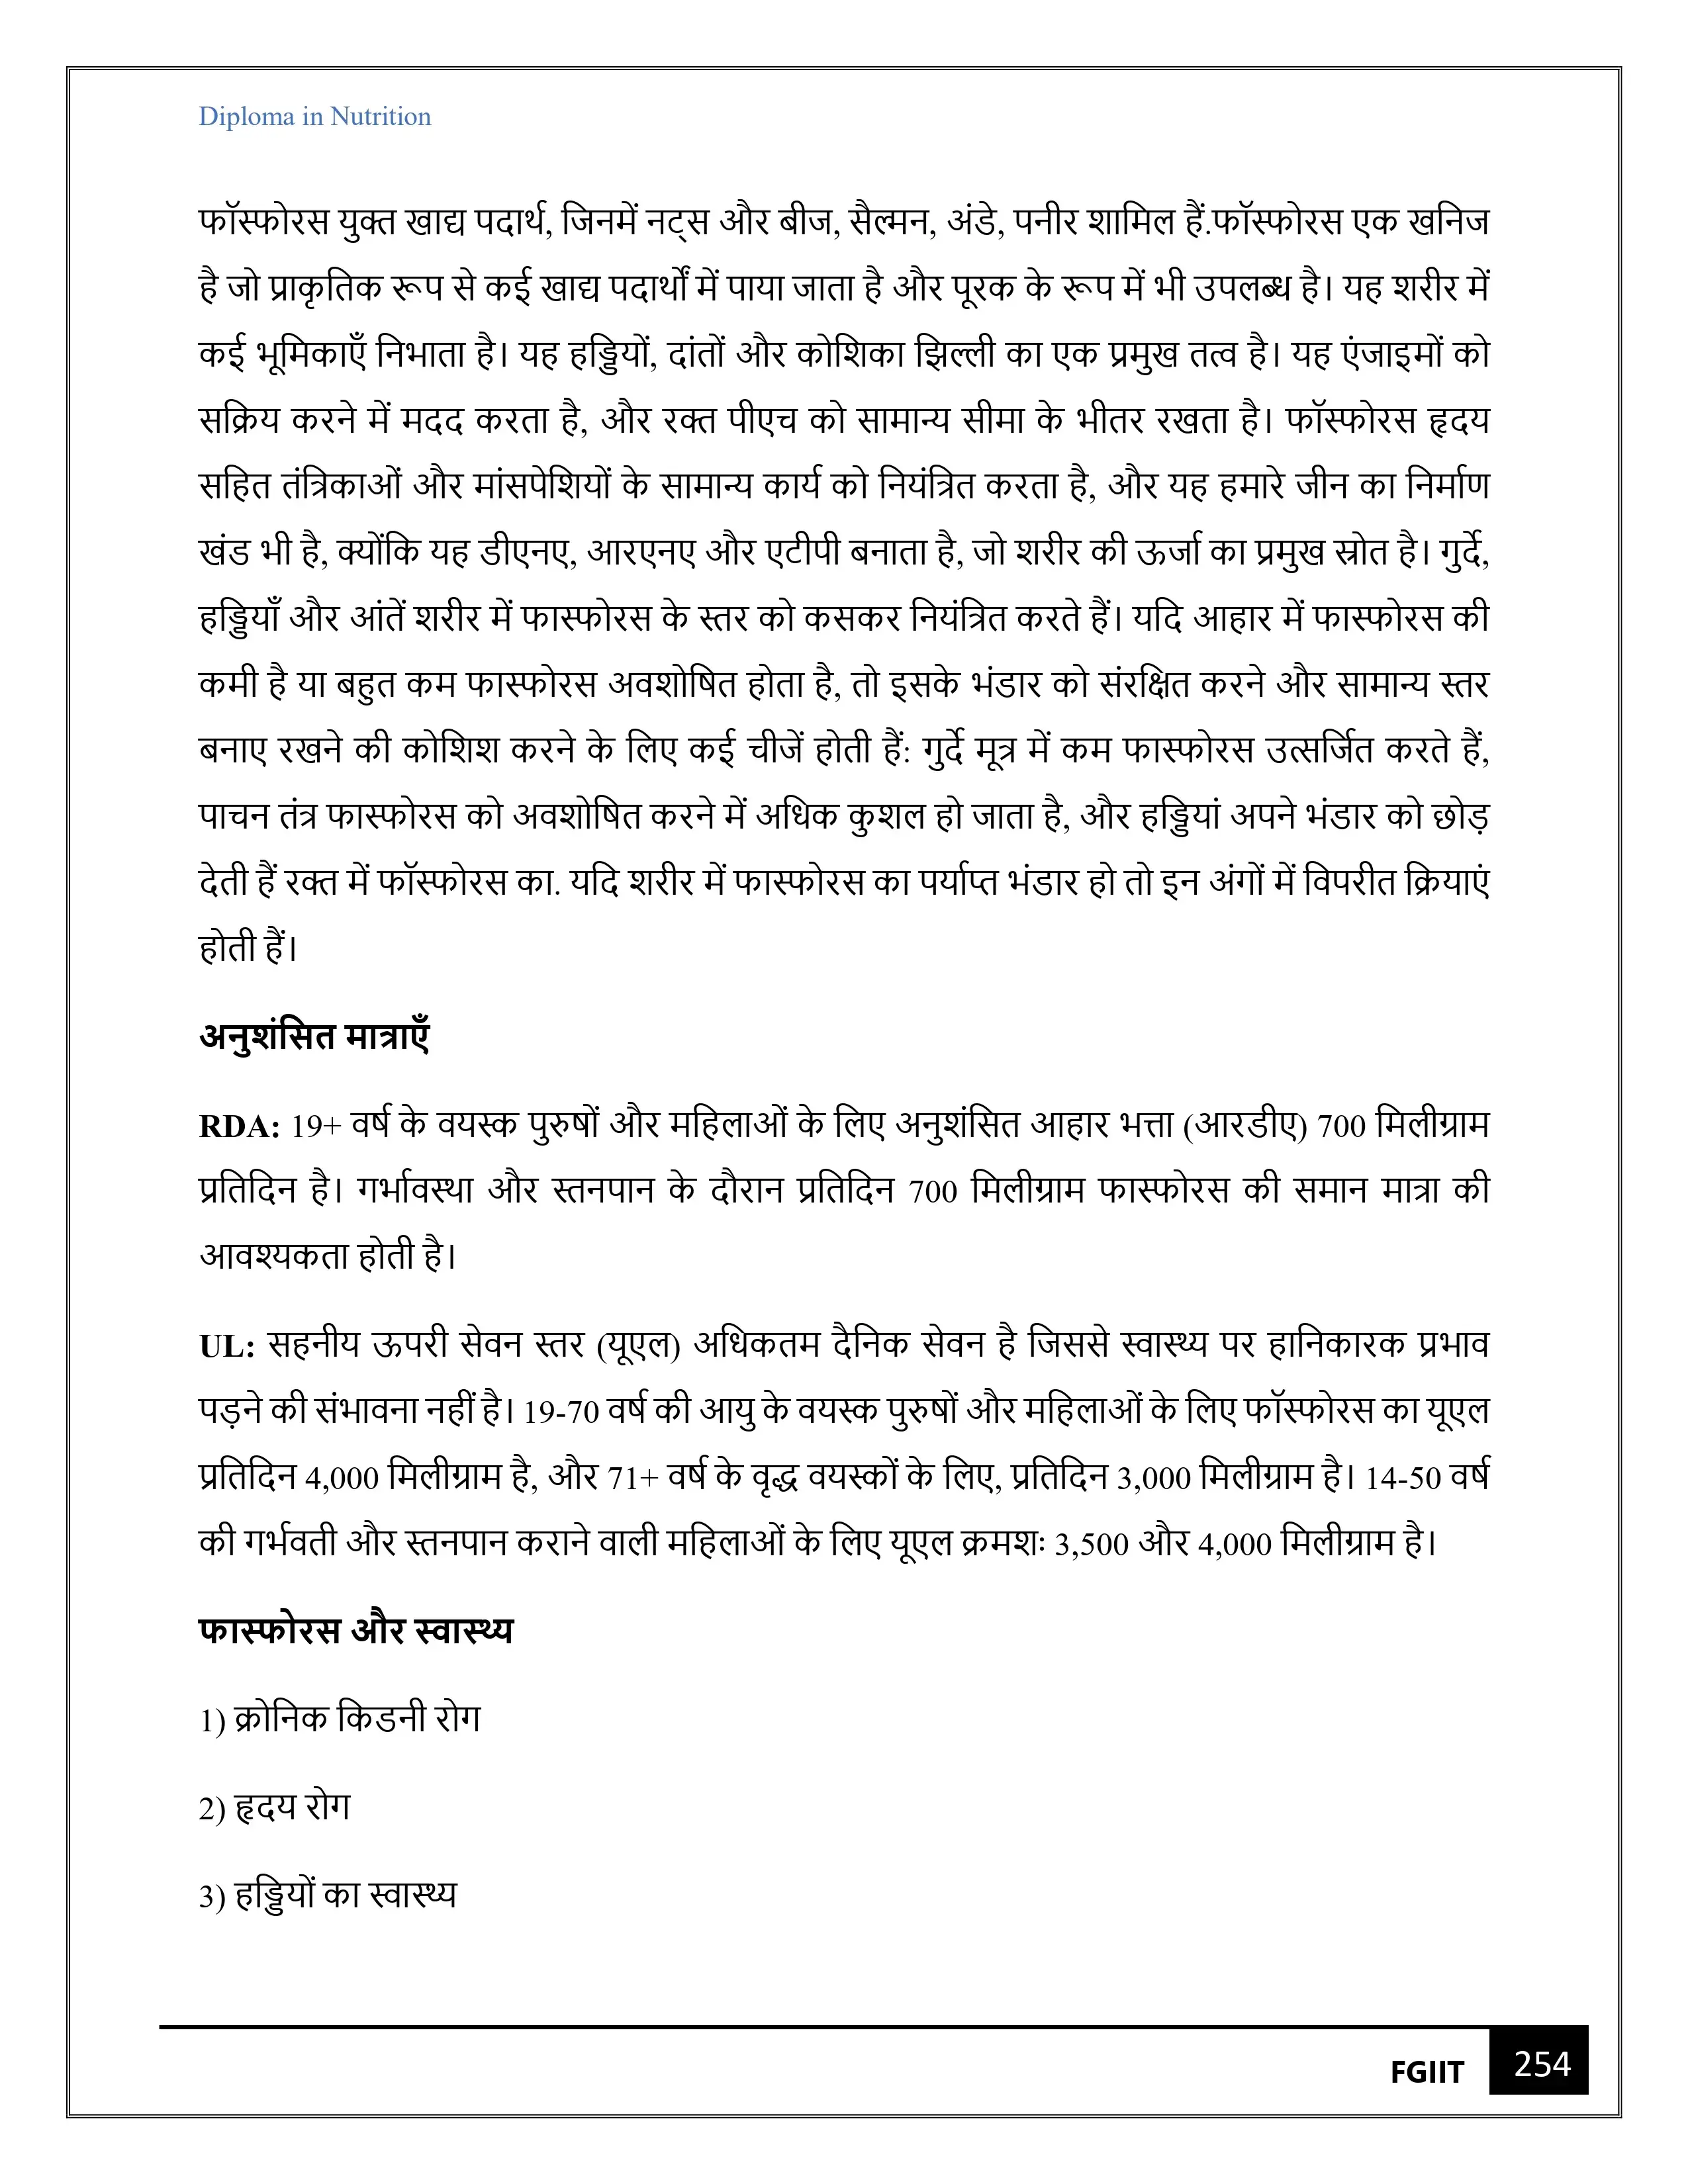 Diploma in Nutrition
फॉस्फोरस युक्त खाद्य पदार्थ, जिनमें नट्स और बीज, सैल्मन, अंडे, पनीर शामिल हैं.फॉस्फोरस एक खनिज
है जो प्राकृतिक रूप से कई खाद्य पदार्थों में पाया जाता है और पूरक के रूप में भी उपलब्ध है। यह शरीर में
कई भूमिकाएँ निभाता है। यह हड्डियों, दांतों और कोशिका झिल्ली का एक प्रमुख तत्व है। यह एंजाइमों को
सक्रिय करने में मदद करता है, और रक्त पीएच को सामान्य सीमा के भीतर रखता है। फॉस्फोरस हृदय
सहित तंत्रिकाओं और मांसपेशियों के सामान्य कार्य को नियंत्रित करता है, और यह हमारे जीन का निर्माण
खंड भी है, क्योंकि यह डीएनए, आरएनए और एटीपी बनाता है, जो शरीर की ऊर्जा का प्रमुख स्रोत है। गुर्दे,
हड्डियाँ और आंतें शरीर में फास्फोरस के स्तर को कसकर नियंत्रित करते हैं। यदि आहार में फास्फोरस की
कमी है या बहुत कम फास्फोरस अवशोषित होता है, तो इसके भंडार को संरक्षित करने और सामान्य स्तर
बनाए रखने की कोशिश करने के लिए कई चीजें होती हैं: गुर्दे मूत्र में कम फास्फोरस उत्सर्जित करते हैं,
पाचन तंत्र फास्फोरस को अवशोषित करने में अधिक कुशल हो जाता है, और हड्डियां अपने भंडार को छोड़
देती हैं रक्त में फॉस्फोरस का. यदि शरीर में फास्फोरस का पर्याप्त भंडार हो तो इन अंगों में विपरीत क्रियाएं
होती हैं।
अनुशंसित मात्राएँ
RDA: 19+ वर्ष के वयस्क पुरुषों और महिलाओं के लिए अनुशंसित आहार भत्ता (आरडीए) 700 मिलीग्राम
प्रतिदिन है। गर्भावस्था और स्तनपान के दौरान प्रतिदिन 700 मिलीग्राम फास्फोरस की समान मात्रा की
आवश्यकता होती है।
UL: सहनीय ऊपरी सेवन स्तर (यूएल) अधिकतम दैनिक सेवन है जिससे स्वास्थ्य पर हानिकारक प्रभाव
पड़ने की संभावना नहीं है। 19-70 वर्ष की आयु के वयस्क पुरुषों और महिलाओं के लिए फॉस्फोरस का यूएल
प्रतिदिन 4,000 मिलीग्राम है, और 71+ वर्ष के वृद्ध वयस्कों के लिए, प्रतिदिन 3,000 मिलीग्राम है। 14-50 वर्ष
की गर्भवती और स्तनपान कराने वाली महिलाओं के लिए यूएल क्रमशः 3,500 और 4,000 मिलीग्राम है।
फास्फोरस और स्वास्थ्य
1) क्रोनिक किडनी रोग
2) हृदय रोग
3) हड्डियों का स्वास्थ्य
FGIIT 254